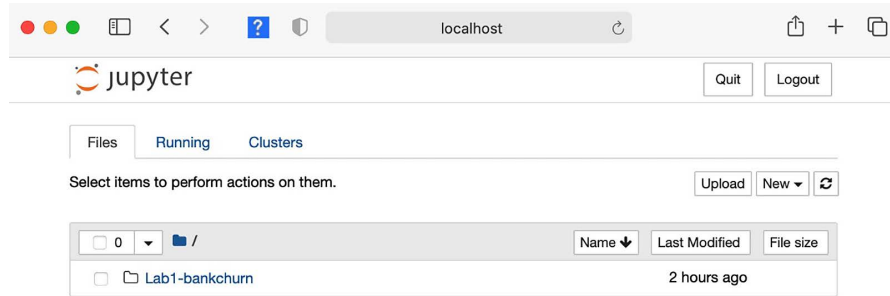 localhost
jupyter
Quit Logout
Files Running Clusters
Select items to perform actions on them.
Upload New
0 / Name Last Modified File size
Lab1-bankchurn 2 hours ago